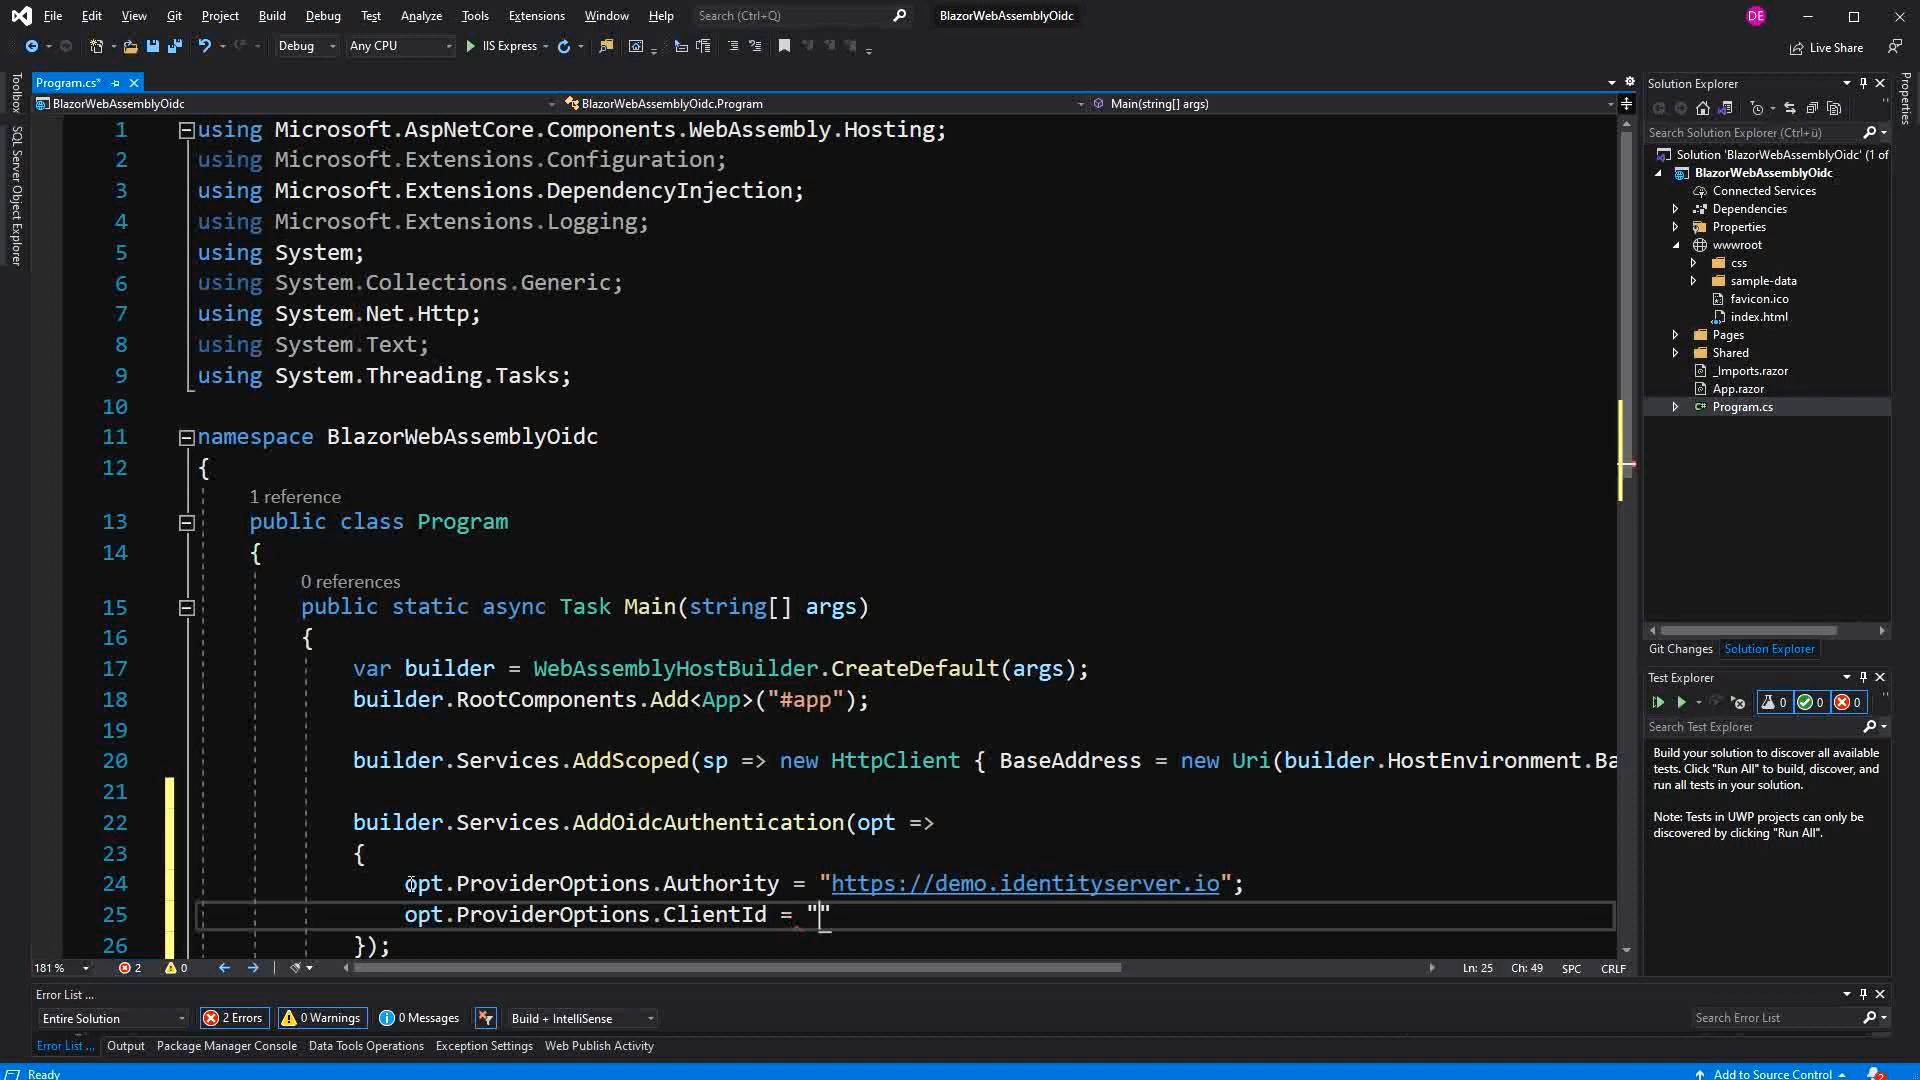 File Edit View Git Project Build Debug Test Analyze Tools Extensions Window Help Search (Ctrl+Q) BlazorWebAssemblyOidc DE
Debug Any CPU IIS Express Live Share
Program.cs*
BlazorWebAssemblyOidc BlazorWebAssemblyOidc.Program Main(string[] args)
Toolbox
SQL Server Object Explorer
1 using Microsoft.AspNetCore.Components.WebAssembly.Hosting;
2 using Microsoft.Extensions.Configuration;
3 using Microsoft.Extensions.DependencyInjection;
4 using Microsoft.Extensions.Logging;
5 using System;
6 using System.Collections.Generic;
7 using System.Net.Http;
8 using System.Text;
9 using System.Threading.Tasks;
10
11 namespace BlazorWebAssemblyOidc
12 {
1 reference
13 public class Program
14 {
0 references
15 public static async Task Main(string[] args)
16 {
17 var builder = WebAssemblyHostBuilder.CreateDefault(args);
18 builder.RootComponents.Add<App>("#app");
19
20 builder.Services.AddScoped(sp => new HttpClient { BaseAddress = new Uri(builder.HostEnvironment.Ba
21
22 builder.Services.AddOidcAuthentication(opt =>
23 {
24 opt.ProviderOptions.Authority = "https://demo.identityserver.io";
25 opt.ProviderOptions.ClientId = ""
26 });
181 % 2 0 Ln: 25 Ch: 49 SPC CRLF
Error List ...
Entire Solution 2 Errors 0 Warnings 0 Messages Build + IntelliSense Search Error List
Error List ... Output Package Manager Console Data Tools Operations Exception Settings Web Publish Activity
Ready Add to Source Control 2
Solution Explorer
Search Solution Explorer (Ctrl+ü)
Solution 'BlazorWebAssemblyOidc' (1 of
BlazorWebAssemblyOidc
Connected Services
Dependencies
Properties
wwwroot
css
sample-data
favicon.ico
index.html
Pages
Shared
_Imports.razor
App.razor
C# Program.cs
Git Changes Solution Explorer
Test Explorer
0 0 0
Search Test Explorer
Build your solution to discover all available
tests. Click "Run All" to build, discover, and
run all tests in your solution.
Note: Tests in UWP projects can only be
discovered by clicking "Run All".
Properties